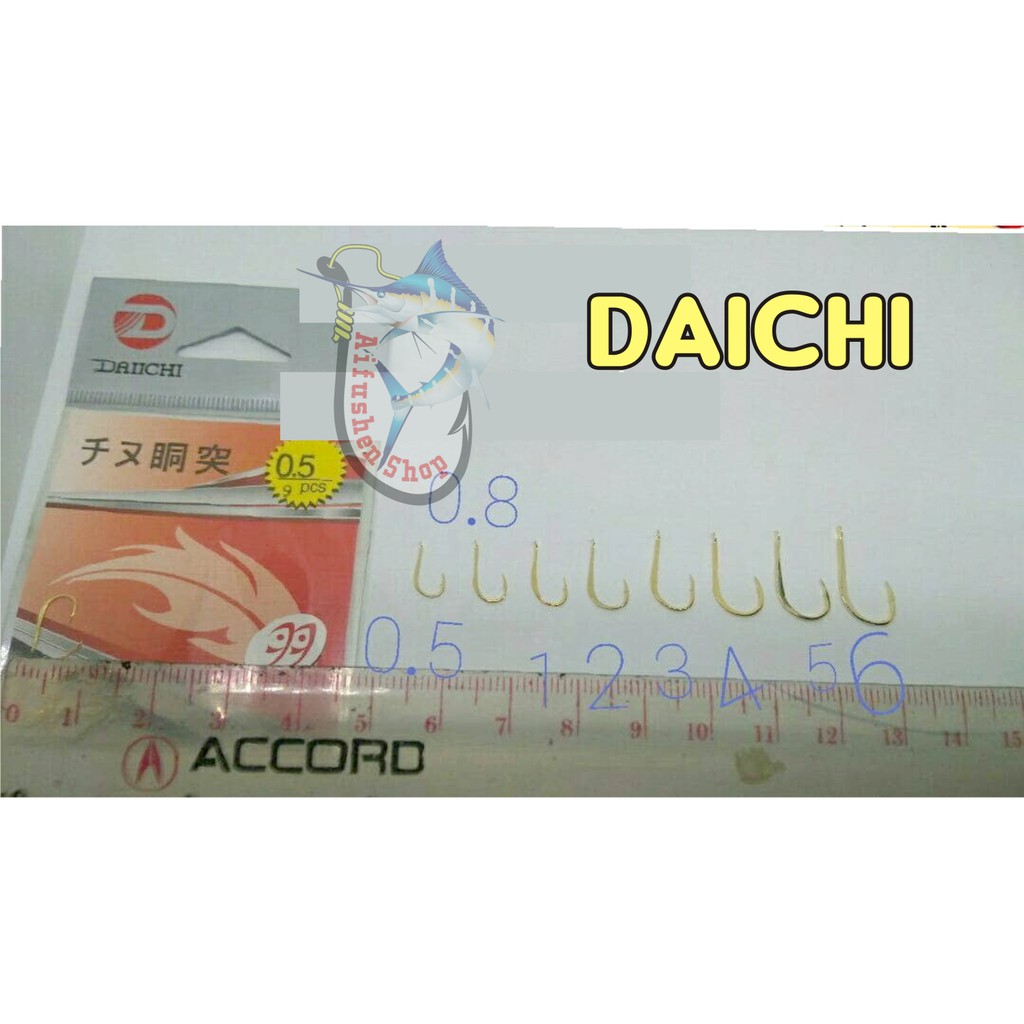 DAICHI
DAIICHI
Aifushen Shop
チヌ胴突
0.5
9 pcs
0.8
99
0.5 1 2 3 4 5 6
0 1 2 3 4 5 6 7 8 9 10 11 12 13 14 15
ACCORD